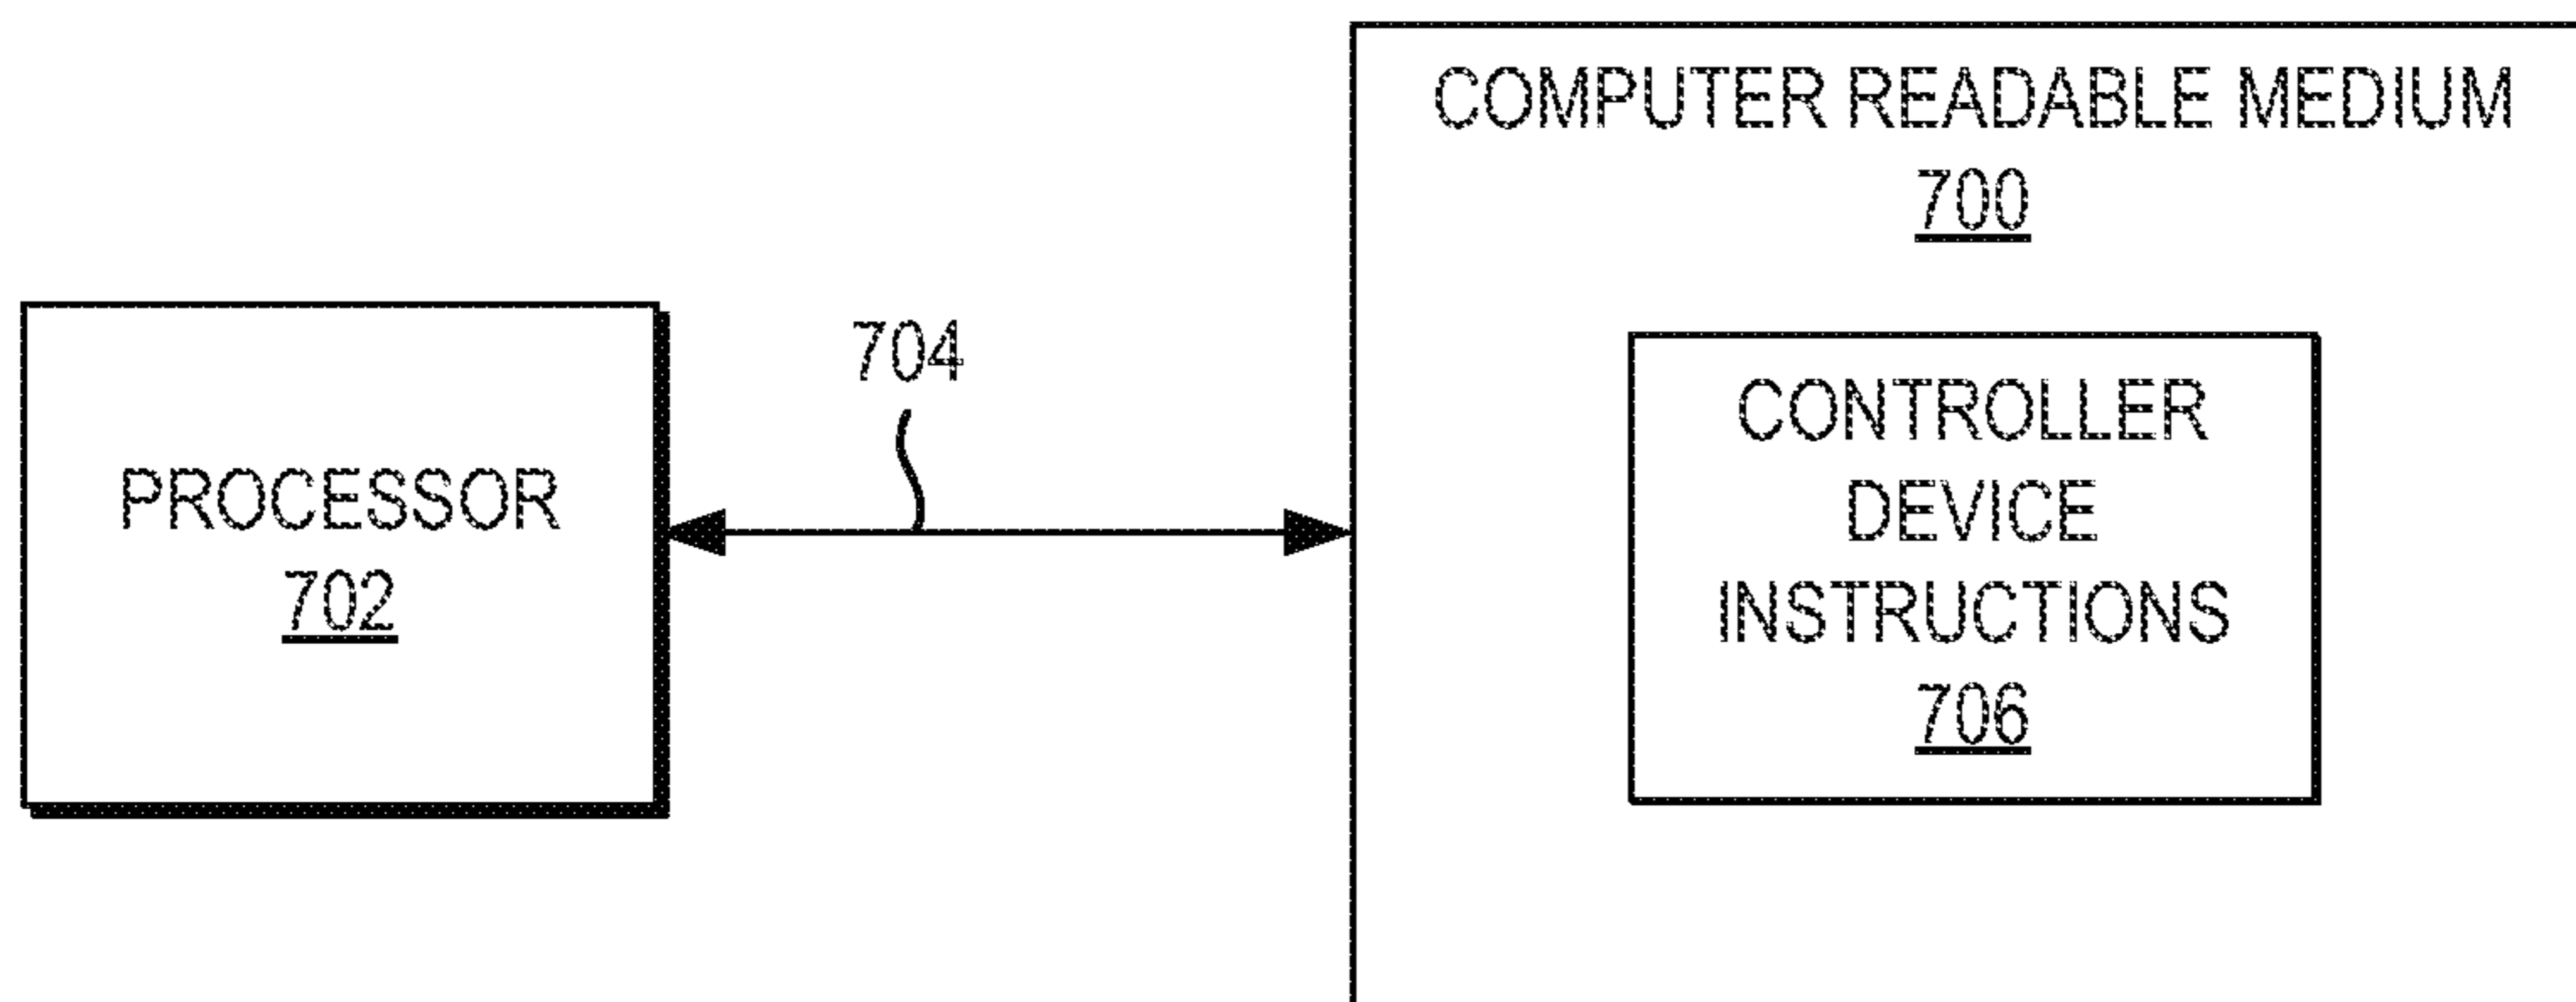 COMPUTER READABLE MEDIUM
700
704
PROCESSOR
702
CONTROLLER
DEVICE
INSTRUCTIONS
706